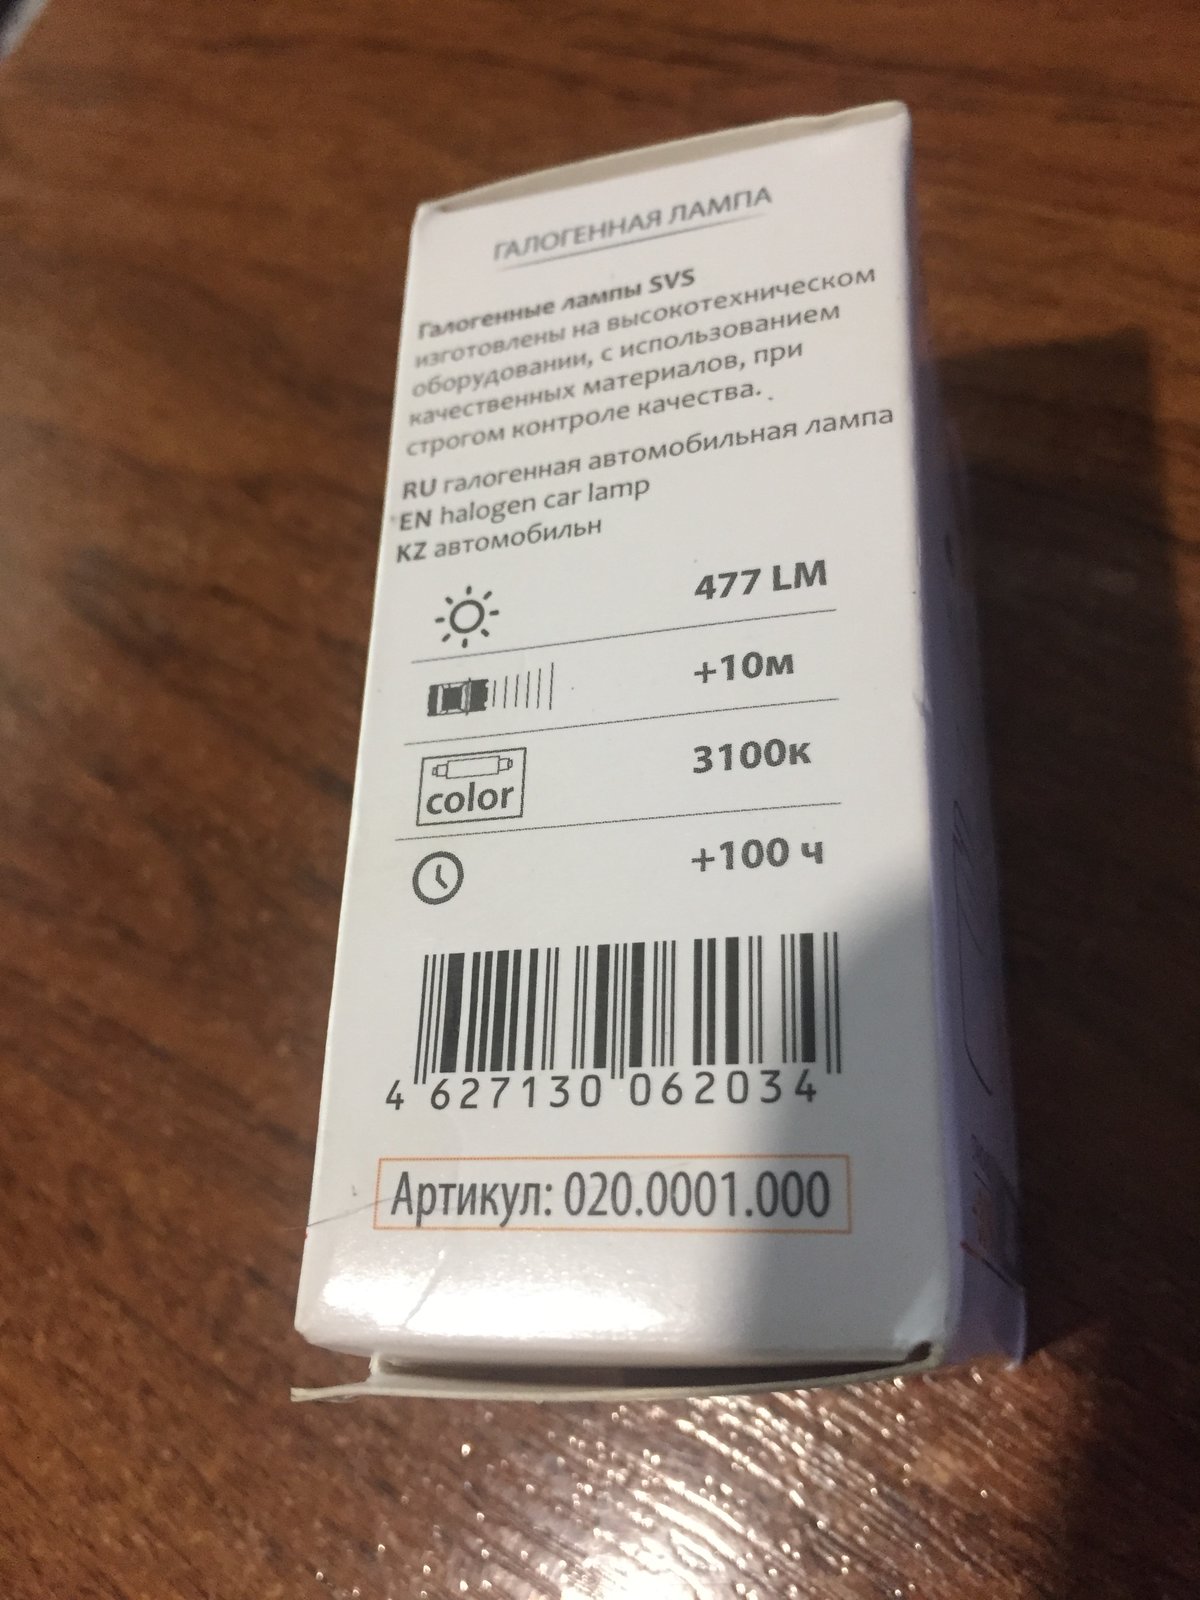 ГАЛОГЕННАЯ ЛАМПА
Галогенные лампы SVS
изготовлены на высокотехническом
оборудовании, с использованием
качественных материалов, при
строгом контроле качества.
RU галогенная автомобильная лампа
EN halogen car lamp
KZ автомобильн
477 LM
+10м
color
3100к
+100 ч
4 627130 062034
Артикул: 020.0001.000